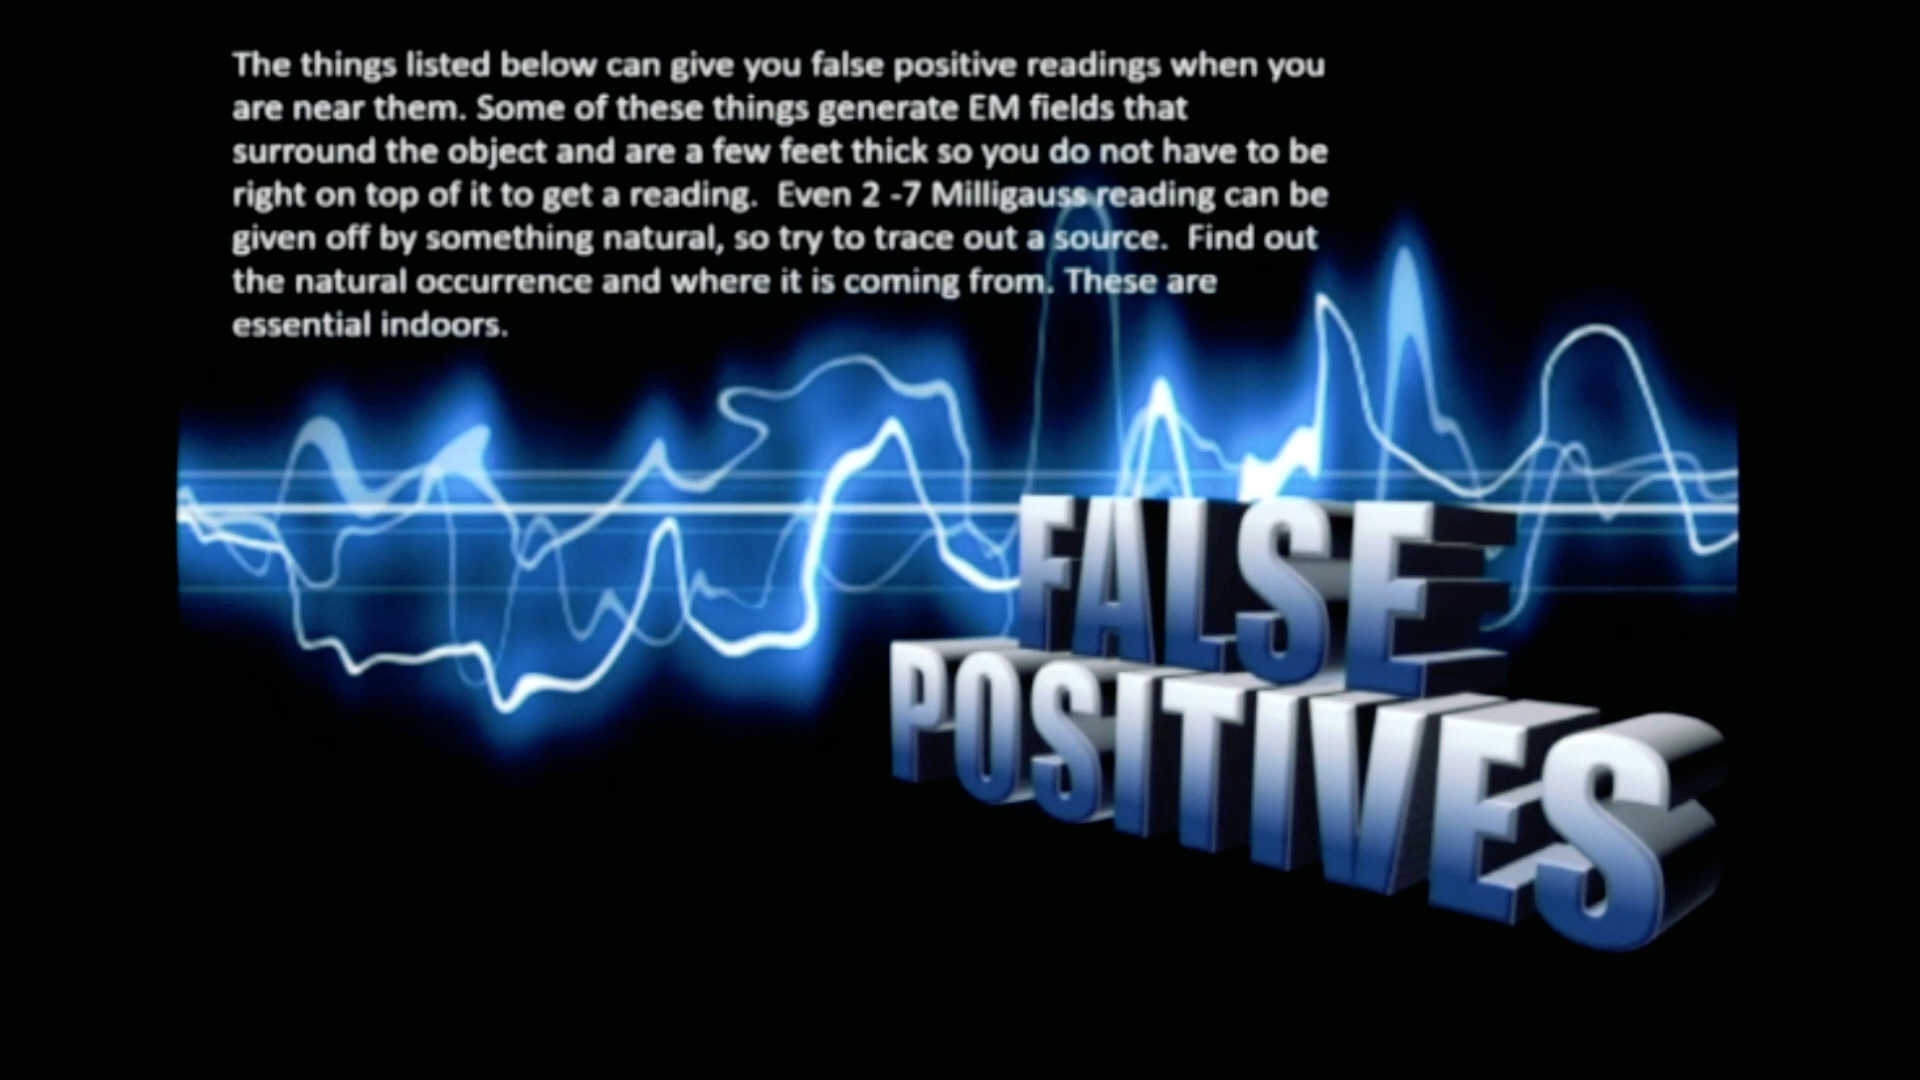 The things listed below can give you false positive readings when you
are near them. Some of these things generate EM fields that
surround the object and are a few feet thick so you do not have to be
right on top of it to get a reading.  Even 2 -7 Milligauss reading can be
given off by something natural, so try to trace out a source.  Find out
the natural occurrence and where it is coming from. These are
essential indoors.
FALSE
POSITIVES